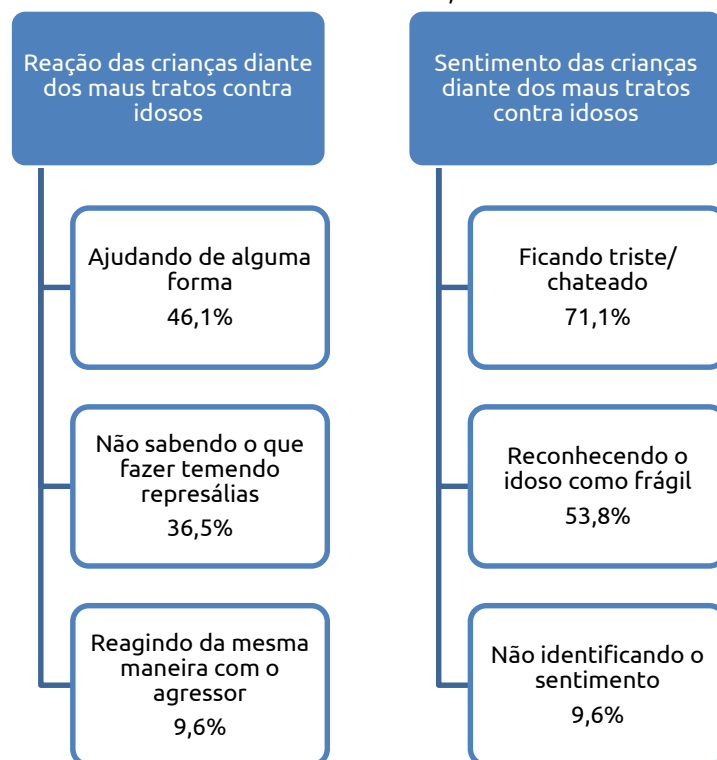 Reação das crianças diante
dos maus tratos contra
idosos
Ajudando de alguma
forma
46,1%
Não sabendo o que
fazer temendo
represálias
36,5%
Reagindo da mesma
maneira com o
agressor
9,6%
Sentimento das crianças
diante dos maus tratos
contra idosos
Ficando triste/
chateado
71,1%
Reconhecendo o
idoso como frágil
53,8%
Não identificando o
sentimento
9,6%